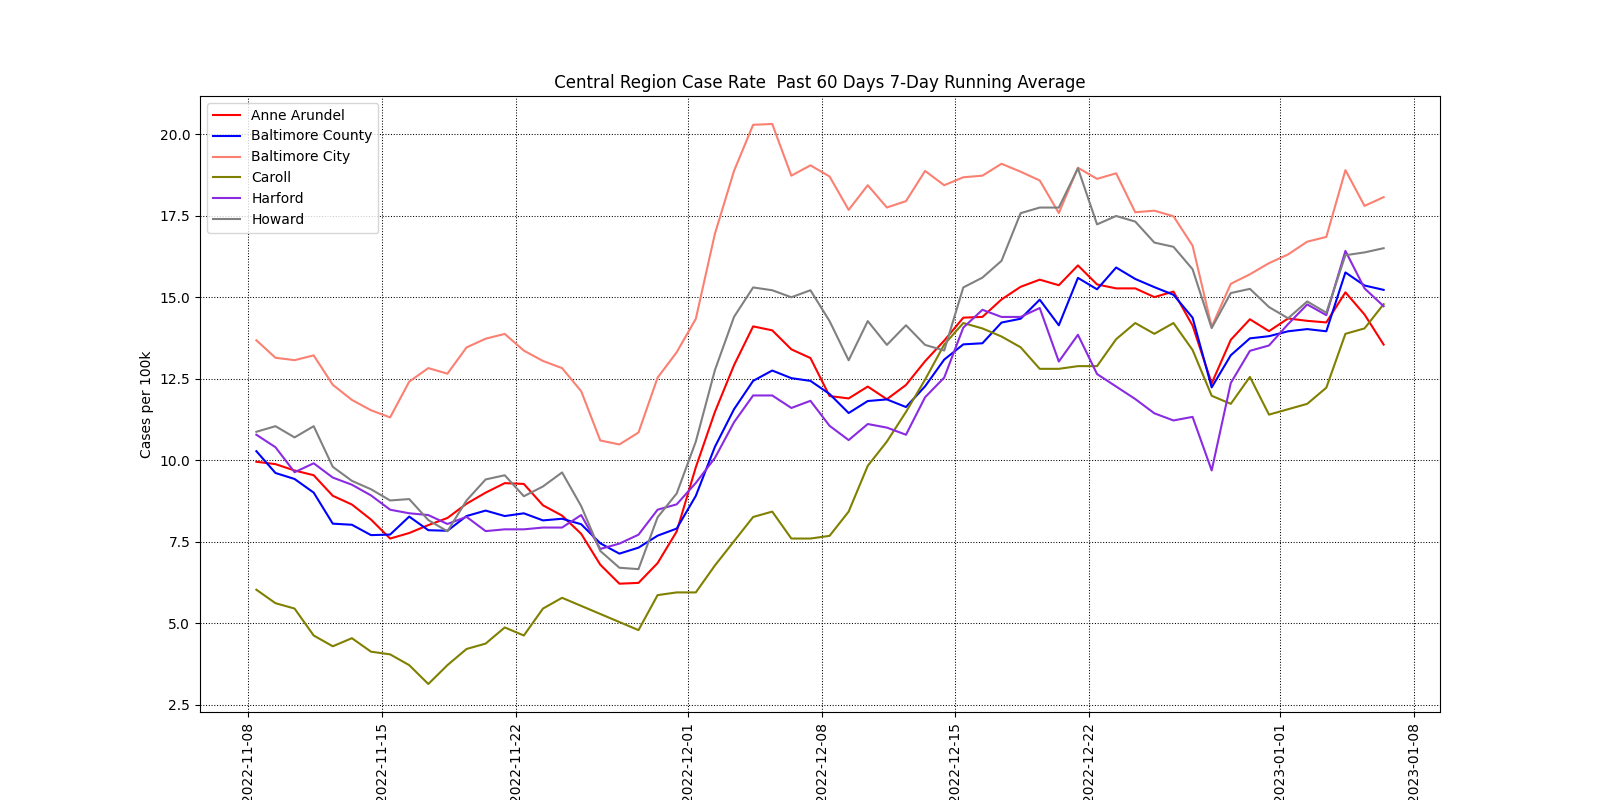 Central Region Case Rate  Past 60 Days 7-Day Running Average
Anne Arundel
Baltimore County
Baltimore City
Caroll
Harford
Howard
Cases per 100k
20.0
17.5
15.0
12.5
10.0
7.5
5.0
2.5
2022-11-08
2022-11-15
2022-11-22
2022-12-01
2022-12-08
2022-12-15
2022-12-22
2023-01-01
2023-01-08